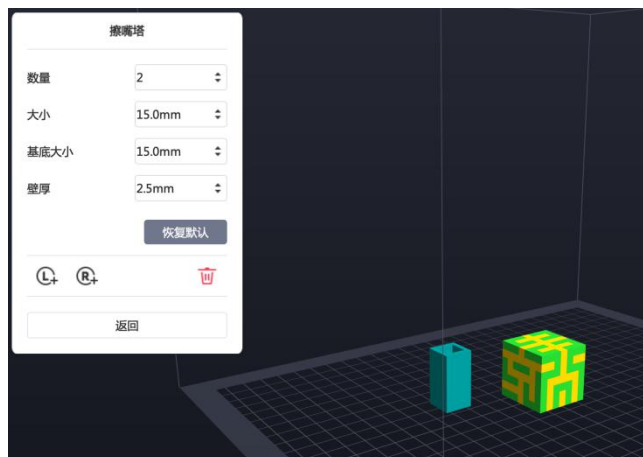 擦嘴塔
数量 2
大小 15.0mm
基底大小 15.0mm
壁厚 2.5mm
恢复默认
L+ R+
返回